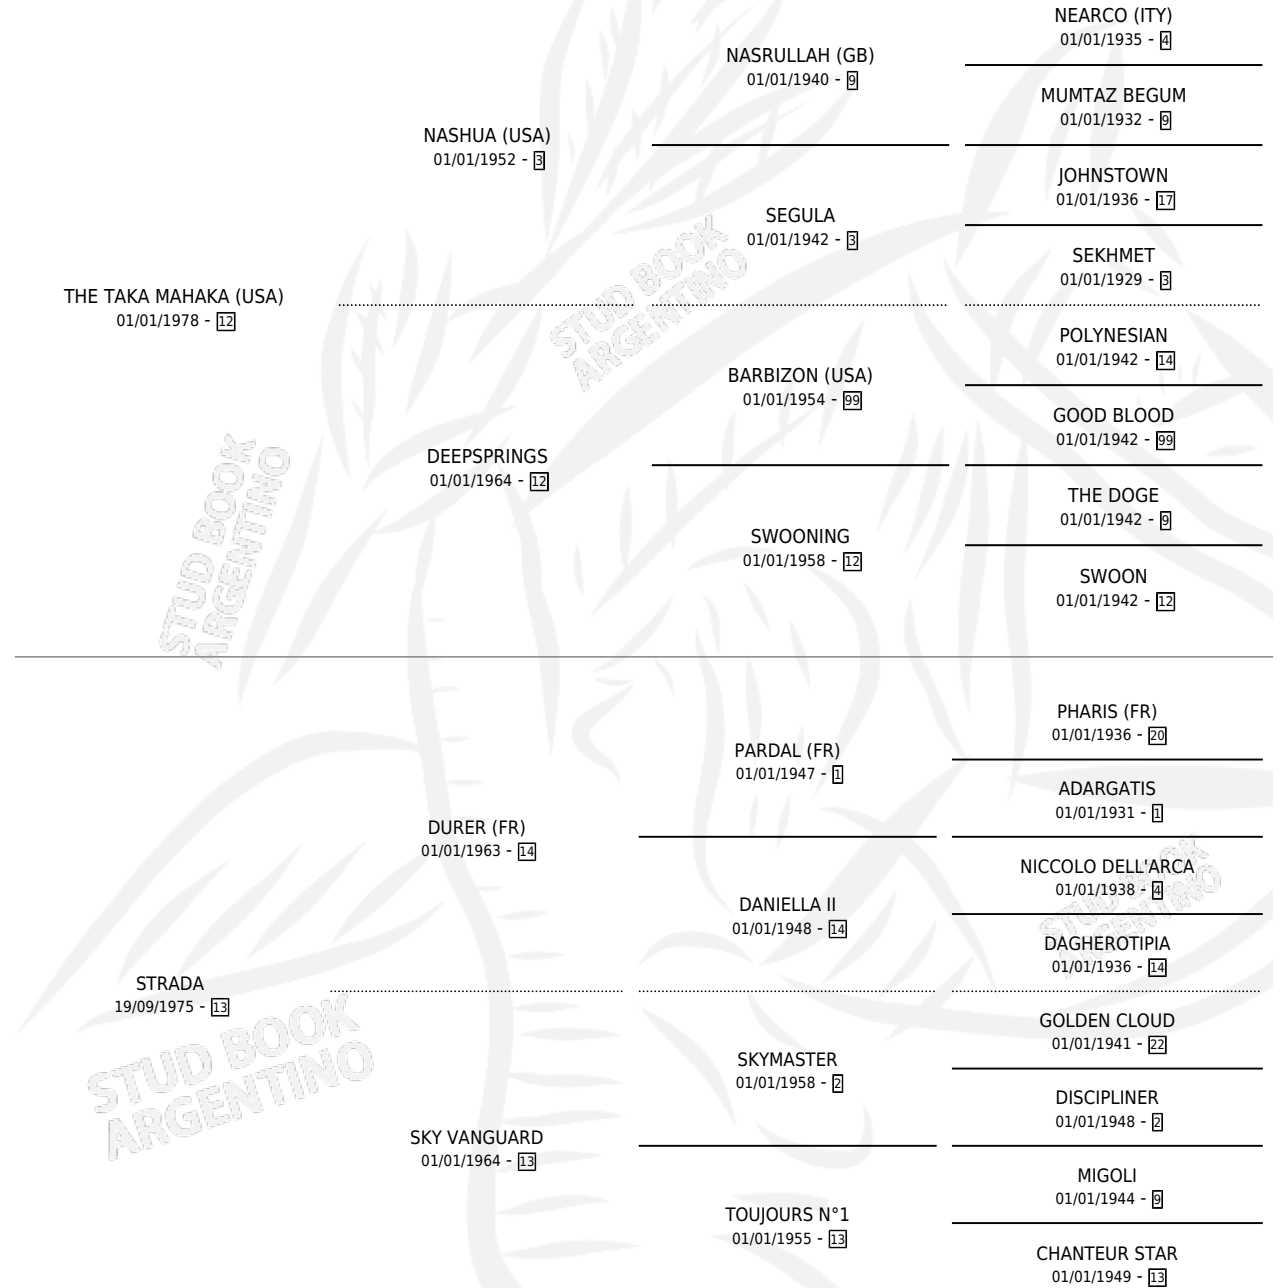 NEARCO (ITY)
01/01/1935 - 4
NASRULLAH (GB)
01/01/1940 - 9
MUMTAZ BEGUM
01/01/1932 - 9
NASHUA (USA)
01/01/1952 - 3
JOHNSTOWN
01/01/1936 - 17
SEGULA
01/01/1942 - 3
SEKHMET
01/01/1929 - 3
THE TAKA MAHAKA (USA)
01/01/1978 - 12
STUD BOOK
ARGENTINO
POLYNESIAN
01/01/1942 - 14
BARBIZON (USA)
01/01/1954 - 99
GOOD BLOOD
01/01/1942 - 99
DEEPSPRINGS
01/01/1964 - 12
THE DOGE
01/01/1942 - 9
SWOONING
01/01/1958 - 12
SWOON
01/01/1942 - 12
STUD BOOK
ARGENTINO
PHARIS (FR)
01/01/1936 - 20
PARDAL (FR)
01/01/1947 - 1
ADARGATIS
01/01/1931 - 1
DURER (FR)
01/01/1963 - 14
NICCOLO DELL'ARCA
01/01/1938 - 4
STUD BOOK
ARGENTINO
DANIELLA II
01/01/1948 - 14
DAGHEROTIPIA
01/01/1936 - 14
STRADA
19/09/1975 - 13
GOLDEN CLOUD
01/01/1941 - 22
SKYMASTER
01/01/1958 - 2
DISCIPLINER
01/01/1948 - 2
STUD BOOK
ARGENTINO
SKY VANGUARD
01/01/1964 - 13
MIGOLI
01/01/1944 - 9
TOUJOURS N°1
01/01/1955 - 13
CHANTEUR STAR
01/01/1949 - 13